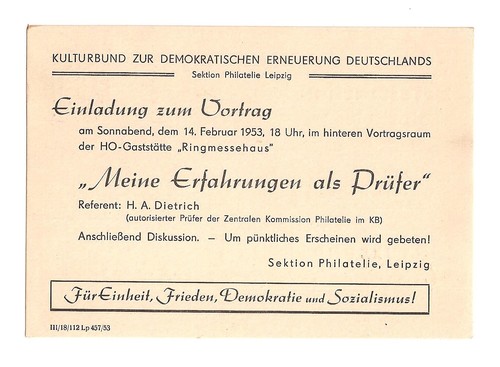 KULTURBUND ZUR DEMOKRATISCHEN ERNEUERUNG DEUTSCHLANDS
Sektion Philatelie Leipzig
Einladung zum Vortrag
am Sonnabend, dem 14. Februar 1953, 18 Uhr, im hinteren Vortragsraum
der HO-Gaststätte „Ringmessehaus"
„Meine Erfahrungen als Prüfer"
Referent: H. A. Dietrich
(autorisierter Prüfer der Zentralen Kommission Philatelie im KB)
Anschließend Diskussion. – Um pünktliches Erscheinen wird gebeten!
Sektion Philatelie, Leipzig
Für Einheit, Frieden, Demokratie und Sozialismus!
III/18/112 Lp 457/53